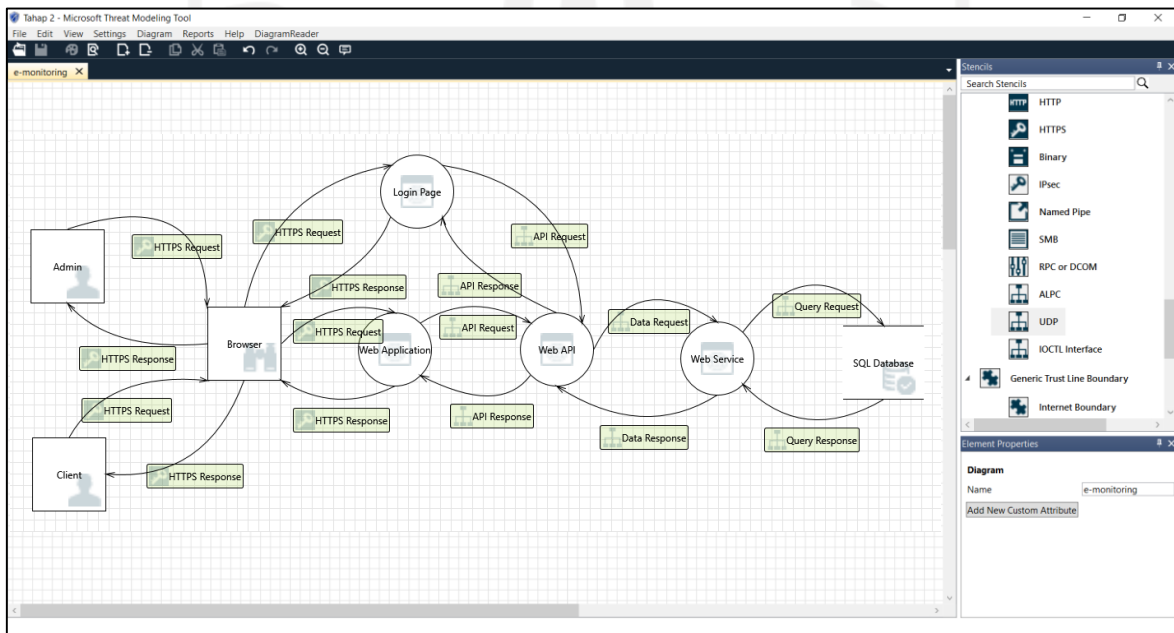 Tahap 2 - Microsoft Threat Modeling Tool
File Edit View Settings Diagram Reports Help DiagramReader
e-monitoring
Login Page
HTTPS Request
HTTPS Request
API Request
Admin
HTTPS Response
API Response
Query Request
HTTPS Request
API Request
Data Request
Browser
Web Application
Web API
Web Service
SQL Database
HTTPS Response
HTTPS Request
HTTPS Response
API Response
Data Response
Query Response
Client
HTTPS Response
Stencils
Search Stencils
HTTP
HTTP
HTTPS
Binary
IPsec
Named Pipe
SMB
RPC or DCOM
ALPC
UDP
IOCTL Interface
Generic Trust Line Boundary
Internet Boundary
Element Properties
Diagram
Name e-monitoring
Add New Custom Attribute